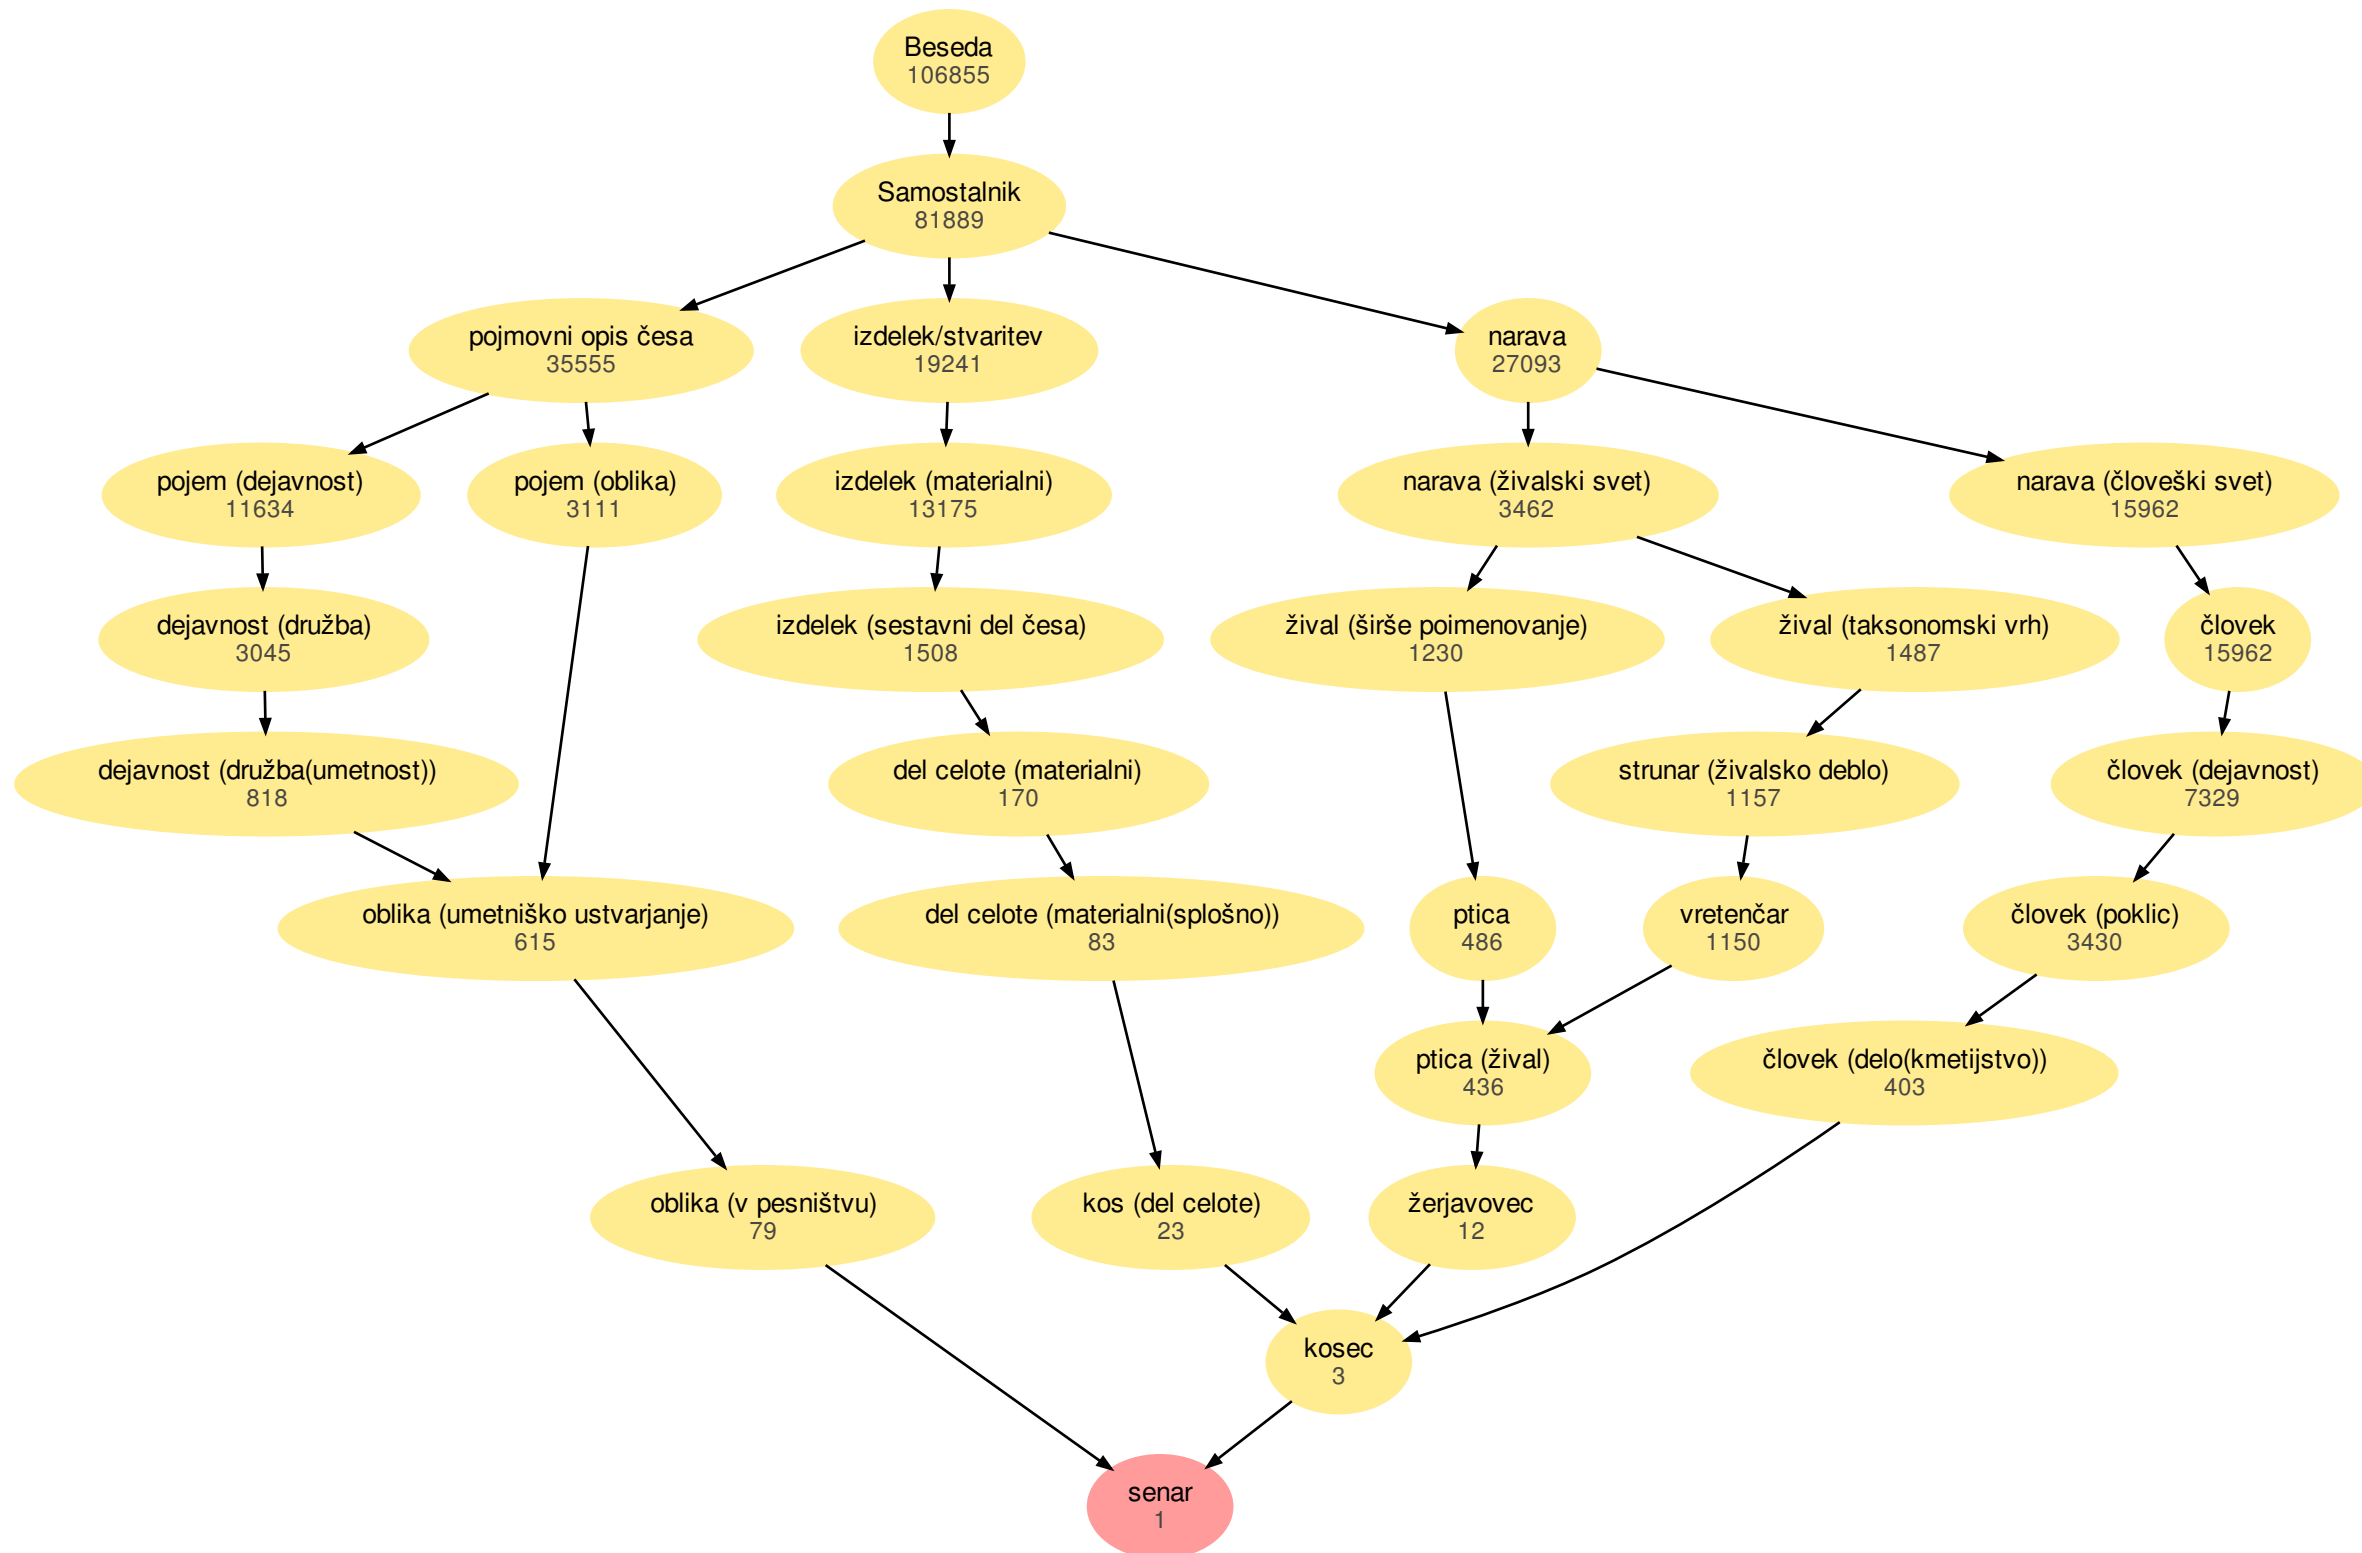 Beseda
106855
Samostalnik
81889
pojmovni opis česa
35555
izdelek/stvaritev
19241
narava
27093
pojem (dejavnost)
11634
pojem (oblika)
3111
izdelek (materialni)
13175
narava (živalski svet)
3462
narava (človeški svet)
15962
dejavnost (družba)
3045
izdelek (sestavni del česa)
1508
žival (širše poimenovanje)
1230
žival (taksonomski vrh)
1487
človek
15962
dejavnost (družba(umetnost))
818
del celote (materialni)
170
strunar (živalsko deblo)
1157
človek (dejavnost)
7329
oblika (umetniško ustvarjanje)
615
del celote (materialni(splošno))
83
ptica
486
vretenčar
1150
človek (poklic)
3430
ptica (žival)
436
človek (delo(kmetijstvo))
403
oblika (v pesništvu)
79
kos (del celote)
23
žerjavovec
12
kosec
3
senar
1